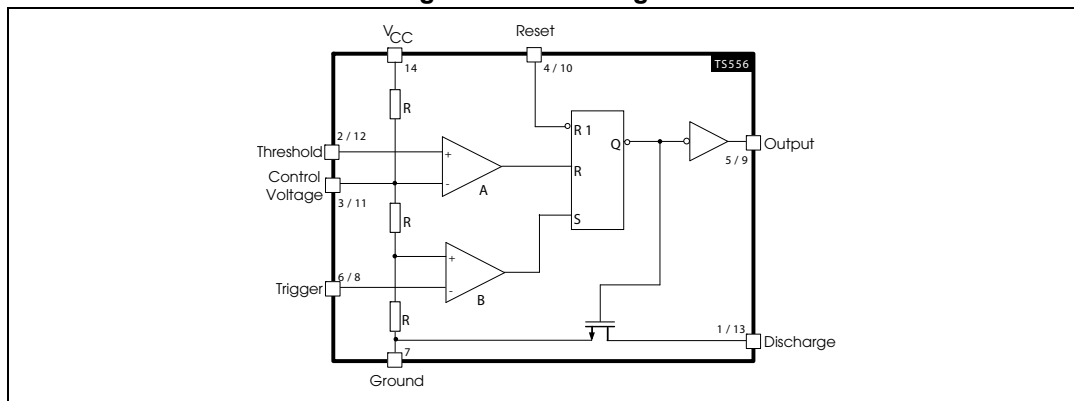 VCC
Reset
14
4 / 10
TS556
R
2 / 12
R 1
Threshold
+
Q
Output
5 / 9
Control
Voltage
-
A
R
3 / 11
R
S
+
6 / 8
Trigger
-
B
R
1 / 13
Discharge
7
Ground